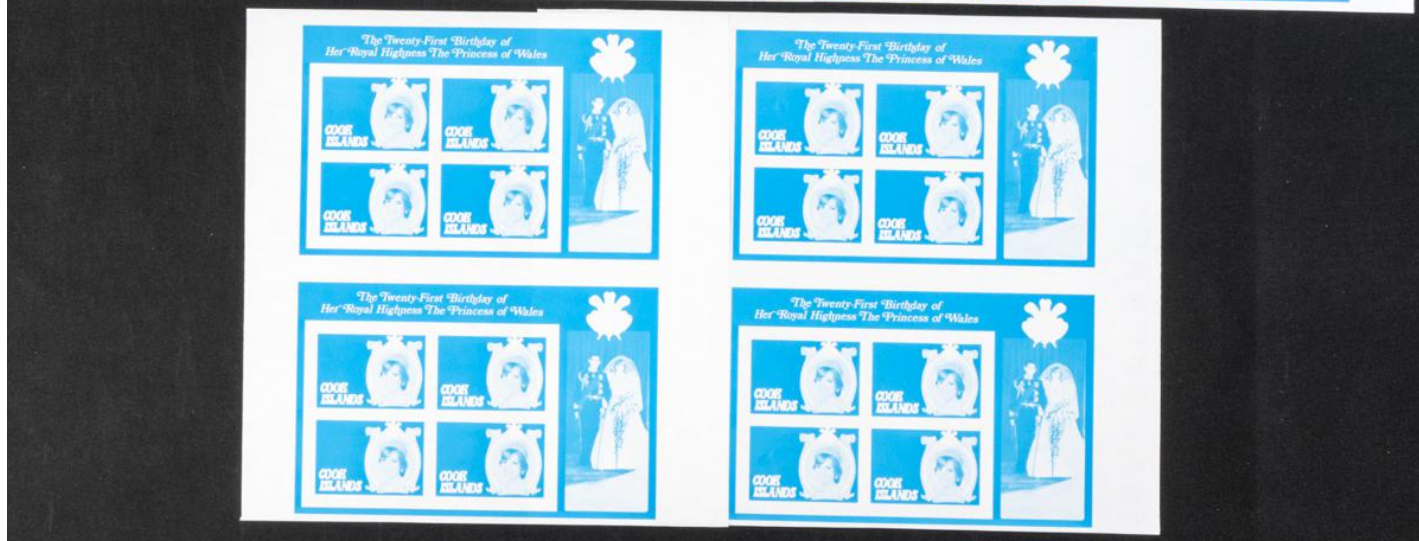 The Twenty-First Birthday of
Her Royal Highness The Princess of Wales
COOK
ISLANDS
COOK
ISLANDS
COOK
ISLANDS
COOK
ISLANDS
The Twenty-First Birthday of
Her Royal Highness The Princess of Wales
COOK
ISLANDS
COOK
ISLANDS
COOK
ISLANDS
COOK
ISLANDS
The Twenty-First Birthday of
Her Royal Highness The Princess of Wales
COOK
ISLANDS
COOK
ISLANDS
COOK
ISLANDS
COOK
ISLANDS
The Twenty-First Birthday of
Her Royal Highness The Princess of Wales
COOK
ISLANDS
COOK
ISLANDS
COOK
ISLANDS
COOK
ISLANDS